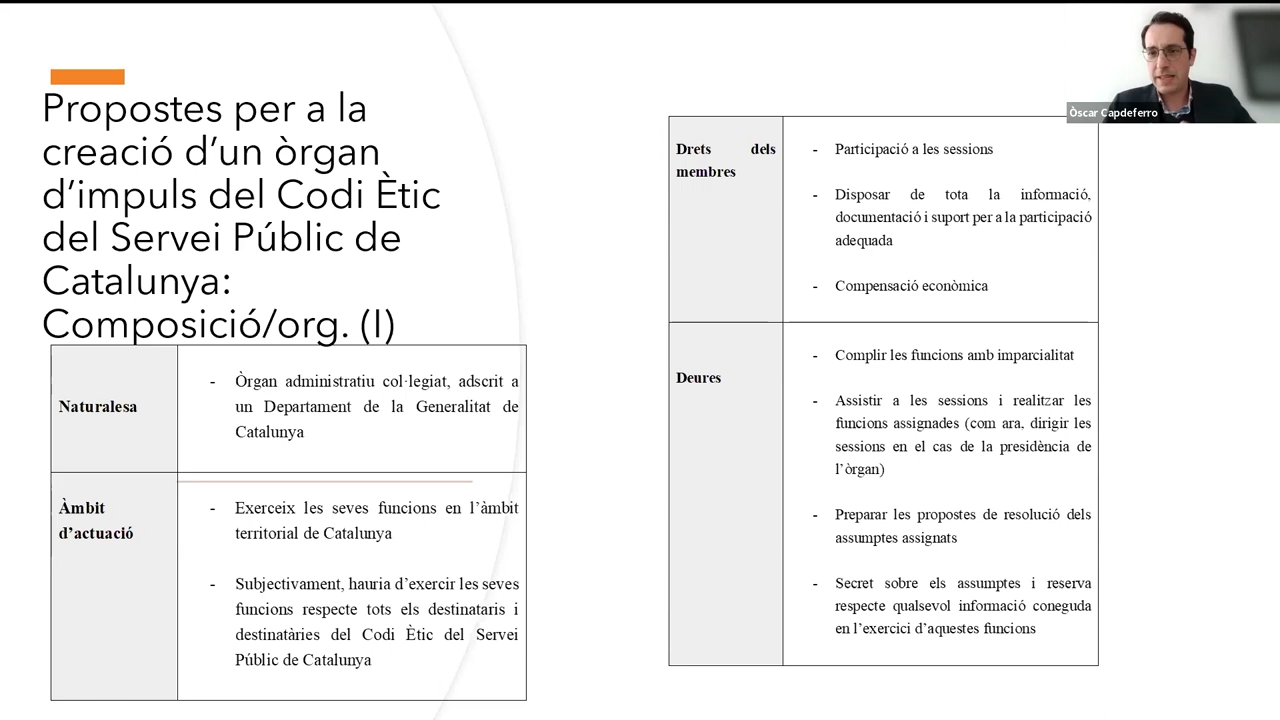 Propostes per a la
creació d'un òrgan
d'impuls del Codi Ètic
del Servei Públic de
Catalunya:
Composició/org. (I)
Naturalesa
- Òrgan administratiu col·legiat, adscrit a
un Departament de la Generalitat de
Catalunya
Àmbit
d'actuació
- Exerceix les seves funcions en l'àmbit
territorial de Catalunya
- Subjectivament, hauria d'exercir les seves
funcions respecte tots els destinataris i
destinatàries del Codi Ètic del Servei
Públic de Catalunya
Òscar Capdeferro
Drets dels
membres
- Participació a les sessions
- Disposar de tota la informació,
documentació i suport per a la participació
adequada
- Compensació econòmica
Deures
- Complir les funcions amb imparcialitat
- Assistir a les sessions i realitzar les
funcions assignades (com ara, dirigir les
sessions en el cas de la presidència de
l'òrgan)
- Preparar les propostes de resolució dels
assumptes assignats
- Secret sobre els assumptes i reserva
respecte qualsevol informació coneguda
en l'exercici d'aquestes funcions